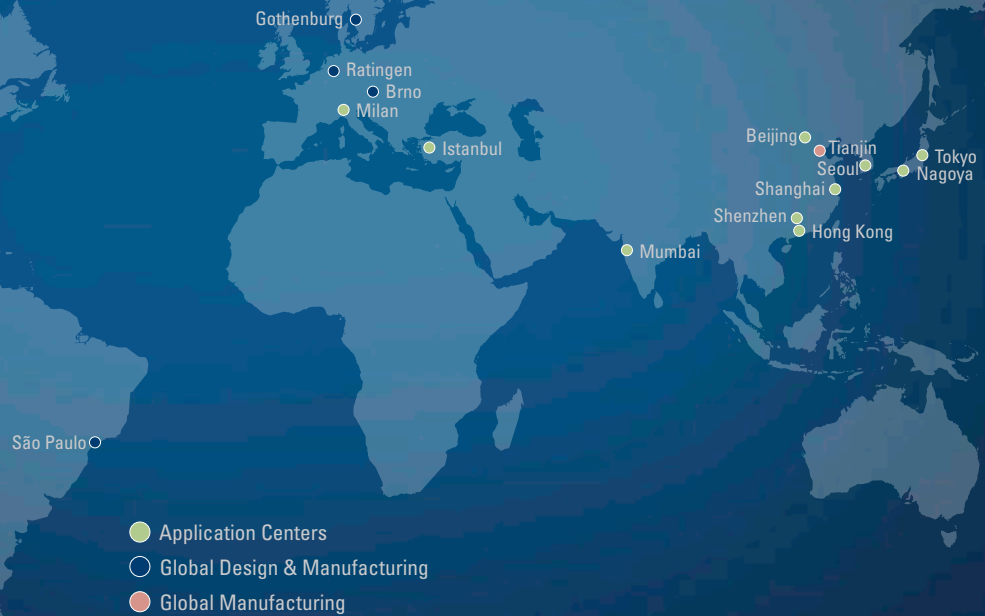 Gothenburg
Ratingen
Brno
Milan
Istanbul
Beijing
Tianjin
Seoul
Tokyo
Nagoya
Shanghai
Shenzhen
Hong Kong
Mumbai
São Paulo
Application Centers
Global Design & Manufacturing
Global Manufacturing